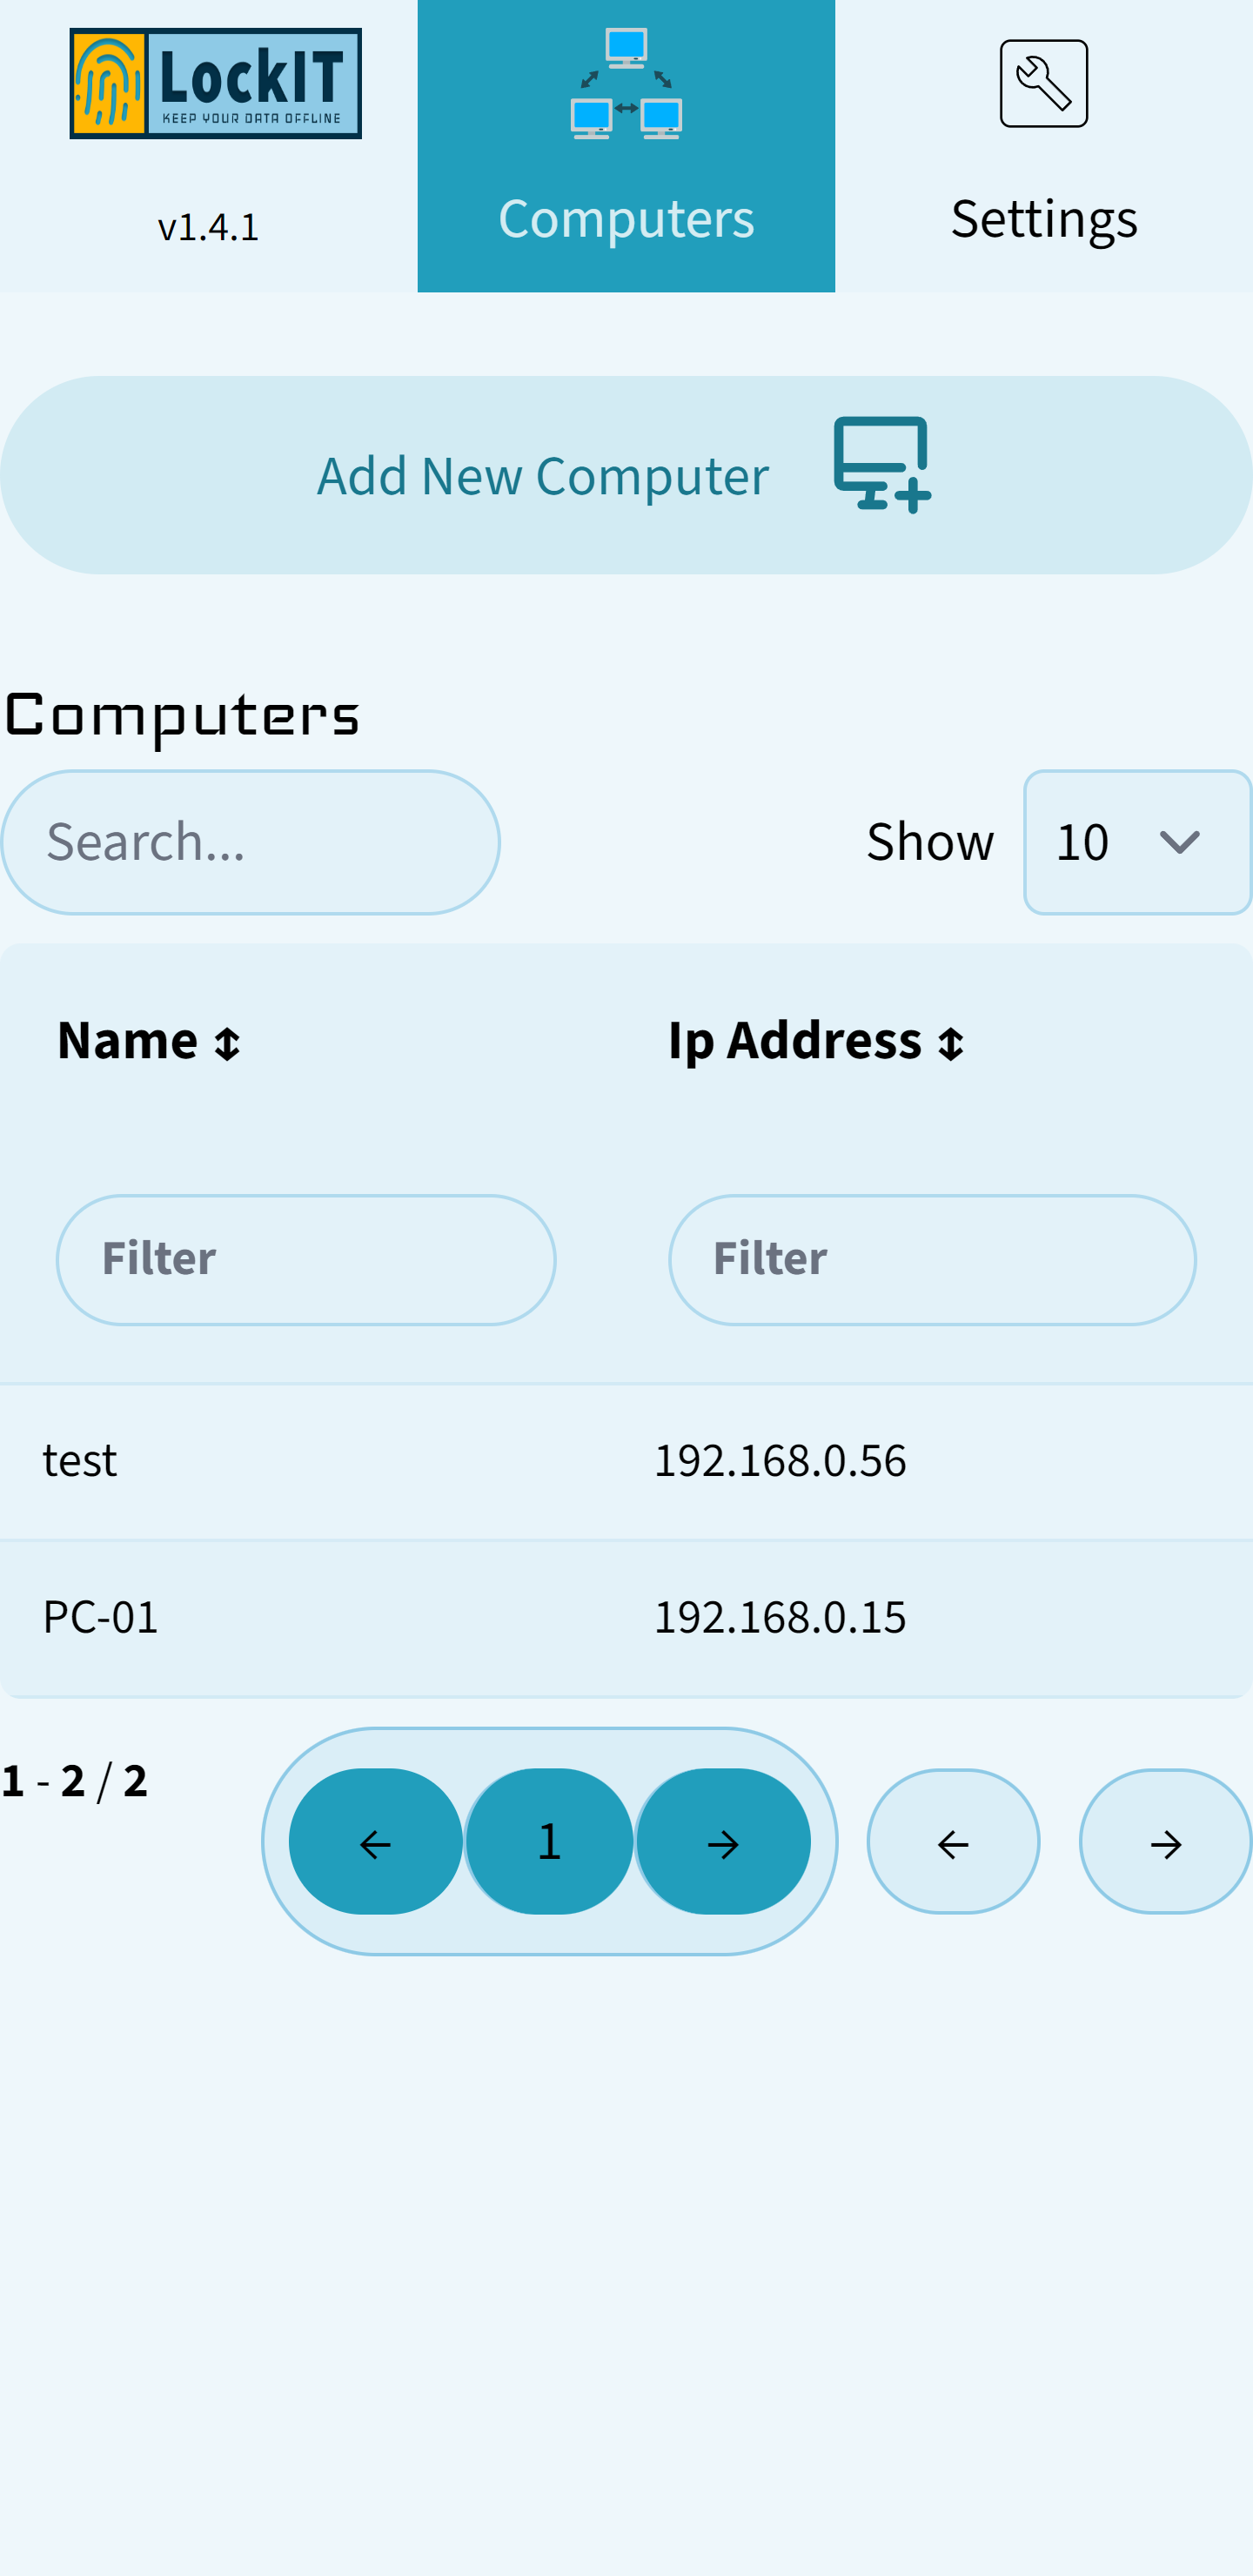 LockIT
KEEP YOUR DATA OFFLINE
v1.4.1
Computers
Settings
Add New Computer
Computers
Search...
Show 10
Name ↕ Ip Address ↕
Filter Filter
test 192.168.0.56
PC-01 192.168.0.15
1 - 2 / 2 ← 1 → ← →